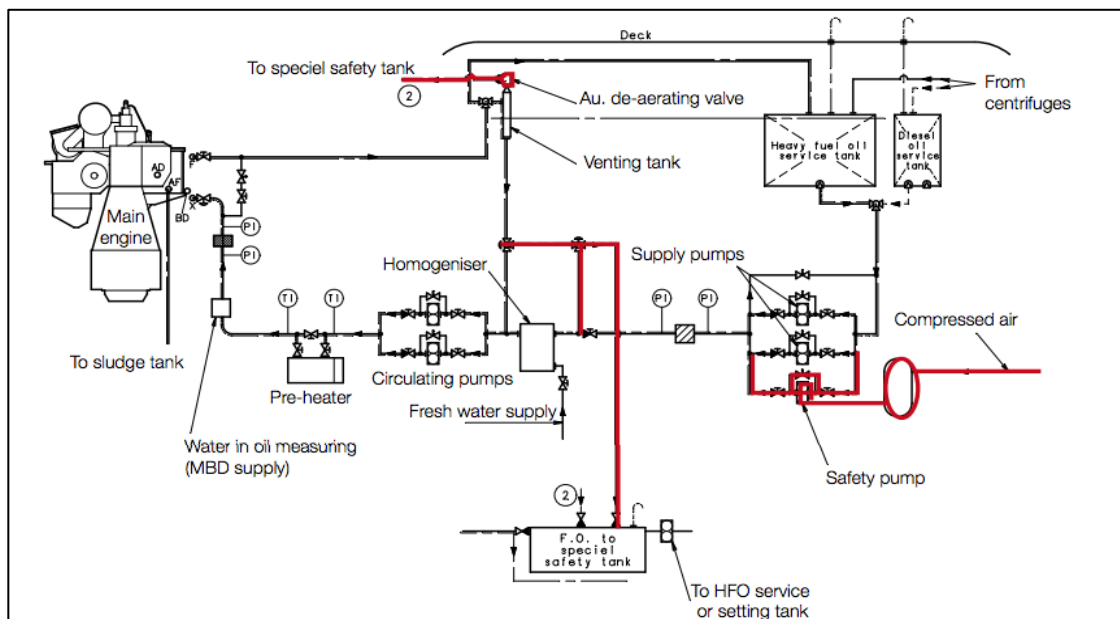 Deck
To speciel safety tank
2
Au. de-aerating valve
From
centrifuges
Venting tank
Heavy fuel oil
service tank
Diesel
oil
service
tank
AD
AF
F
X
BD
Main
engine
PI
PI
Homogeniser
Supply pumps
TI
TI
PI
PI
Compressed air
To sludge tank
Circulating pumps
Pre-heater
Fresh water supply
Water in oil measuring
(MBD supply)
Safety pump
2
F.O. to
speciel
safety tank
To HFO service
or setting tank